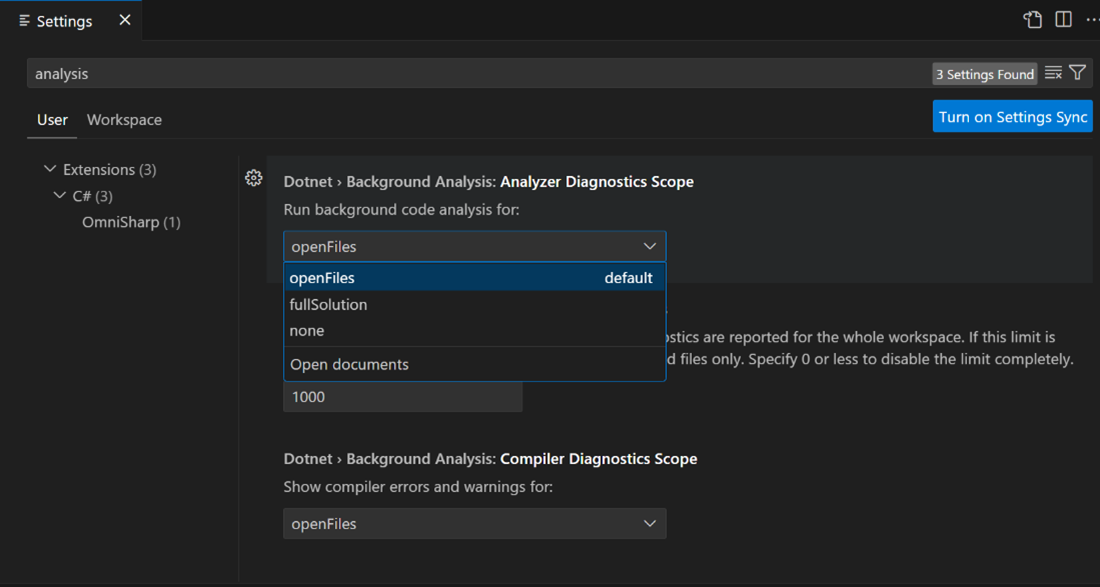 Settings
analysis
3 Settings Found
User Workspace
Turn on Settings Sync
Extensions (3)
C# (3)
OmniSharp (1)
Dotnet › Background Analysis: Analyzer Diagnostics Scope
Run background code analysis for:
openFiles
openFiles default
fullSolution
none
Open documents
stics are reported for the whole workspace. If this limit is
d files only. Specify 0 or less to disable the limit completely.
1000
Dotnet › Background Analysis: Compiler Diagnostics Scope
Show compiler errors and warnings for:
openFiles